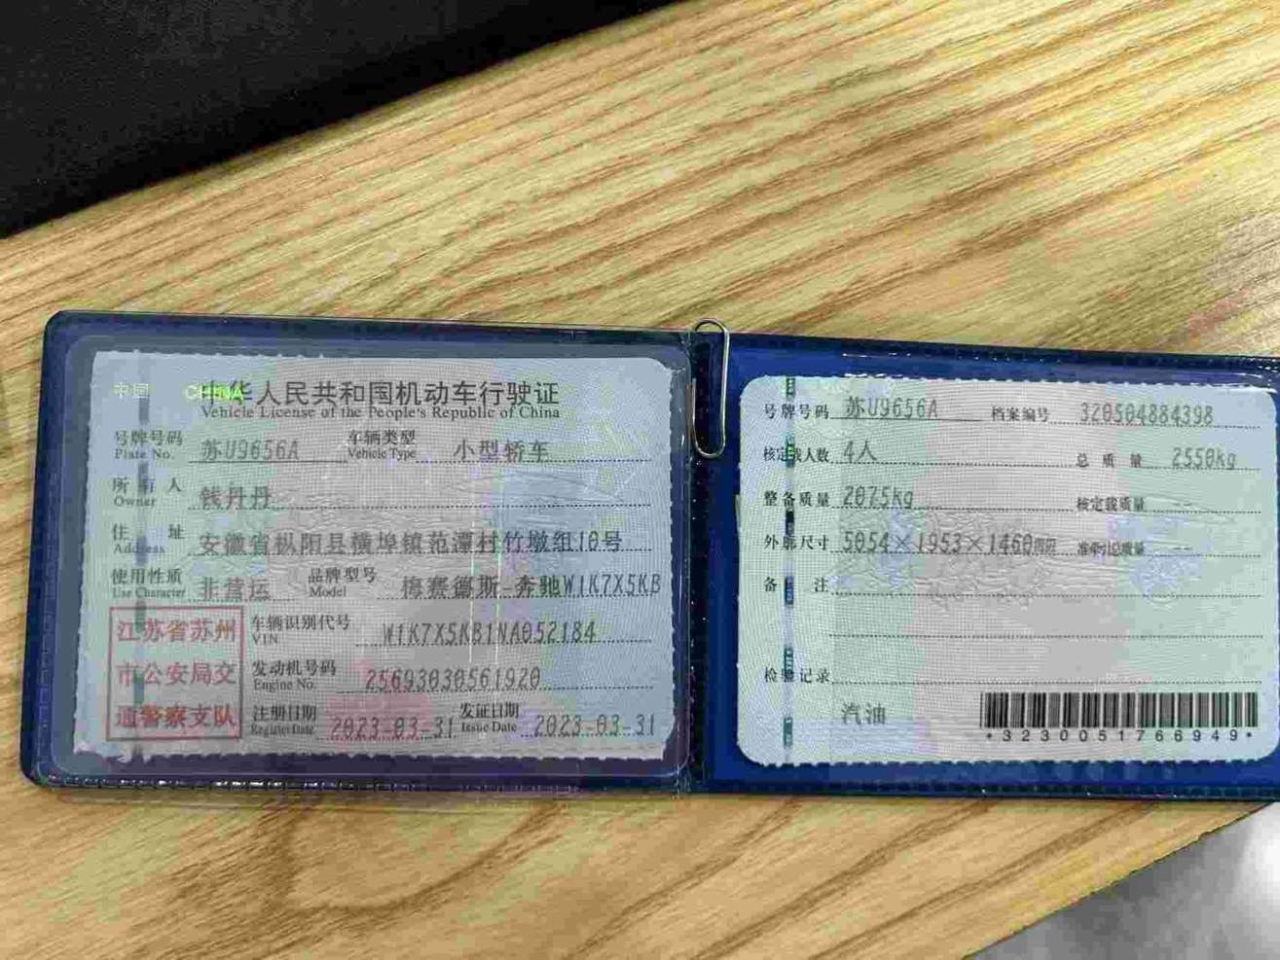 中国 CHINA
中华人民共和国机动车行驶证
Vehicle License of the People's Republic of China
号牌号码 苏U9656A 车辆类型 小型轿车
Plate No. Vehicle Type
所有人 钱丹丹
Owner
住址 安徽省枞阳县横埠镇范潭村竹墩组10号
Address
使用性质 非营运 品牌型号 梅赛德斯-奔驰W1K7X5KB
Use Character Model
江苏省苏州
市公安局交
通警察支队
车辆识别代号 W1K7X5KB1NA052184
VIN
发动机号码 25693030561920
Engine No.
注册日期 2023-03-31 发证日期 2023-03-31
Register Date Issue Date
号牌号码 苏U9656A 档案编号 320504884398
核定载人数 4人 总质量 2550kg
整备质量 2075kg 核定载质量 --
外廓尺寸 5054×1953×1460mm 准牵引总质量 --
备注
检验记录
汽油
*3230051766949*